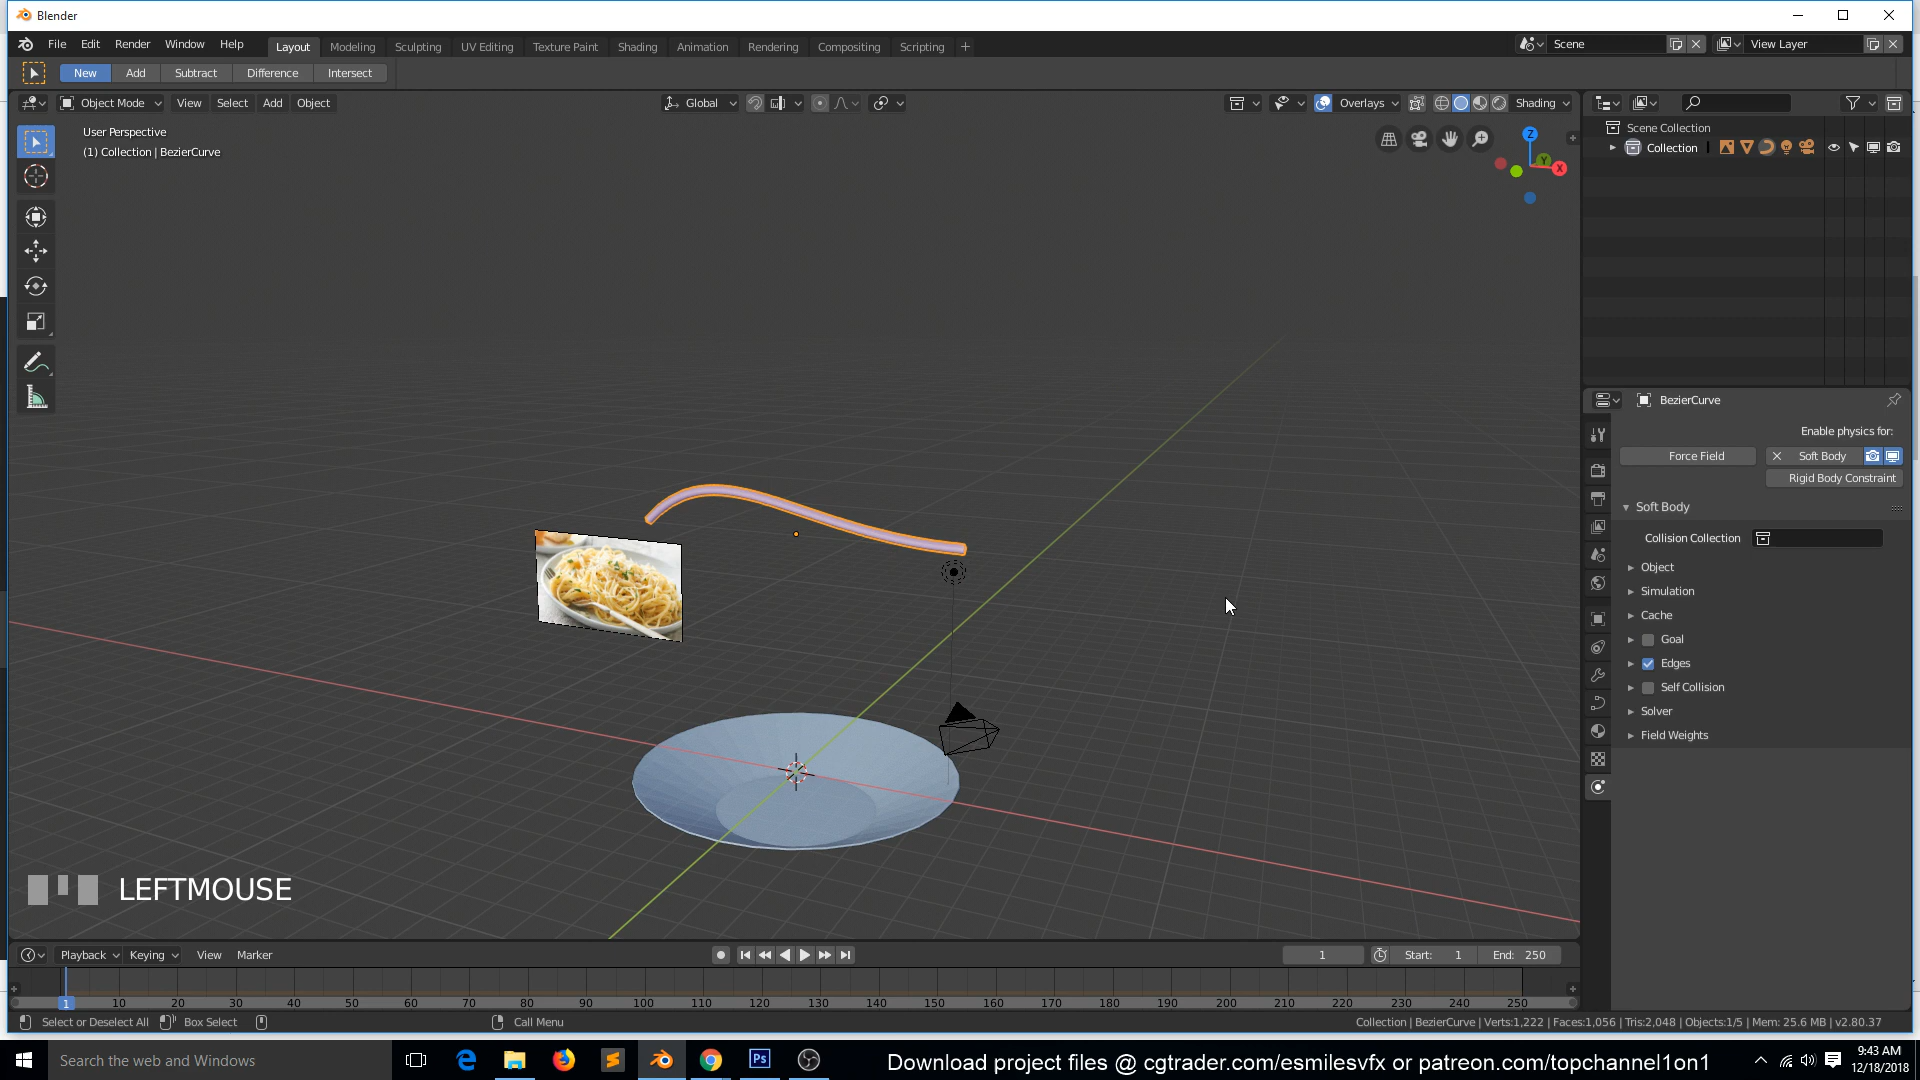 Blender
File Edit Render Window Help Layout Modeling Sculpting UV Editing Texture Paint Shading Animation Rendering Compositing Scripting + Scene View Layer
New Add Subtract Difference Intersect
Object Mode View Select Add Object Global Overlays Shading
User Perspective
(1) Collection | BezierCurve
Z
Y
X
Scene Collection
Collection
BezierCurve
Enable physics for:
Force Field Soft Body
Rigid Body Constraint
Soft Body
Collision Collection
Object
Simulation
Cache
Goal
Edges
Self Collision
Solver
Field Weights
LEFTMOUSE
Playback Keying View Marker 1 Start: 1 End: 250
1 10 20 30 40 50 60 70 80 90 100 110 120 130 140 150 160 170 180 190 200 210 220 230 240 250
Select or Deselect All Box Select Call Menu Collection | BezierCurve | Verts:1,222 | Faces:1,056 | Tris:2,048 | Objects:1/5 | Mem: 25.6 MB | v2.80.37
Search the web and Windows Ps Download project files @ cgtrader.com/esmilesvfx or patreon.com/topchannel1on1 9:43 AM
12/18/2018